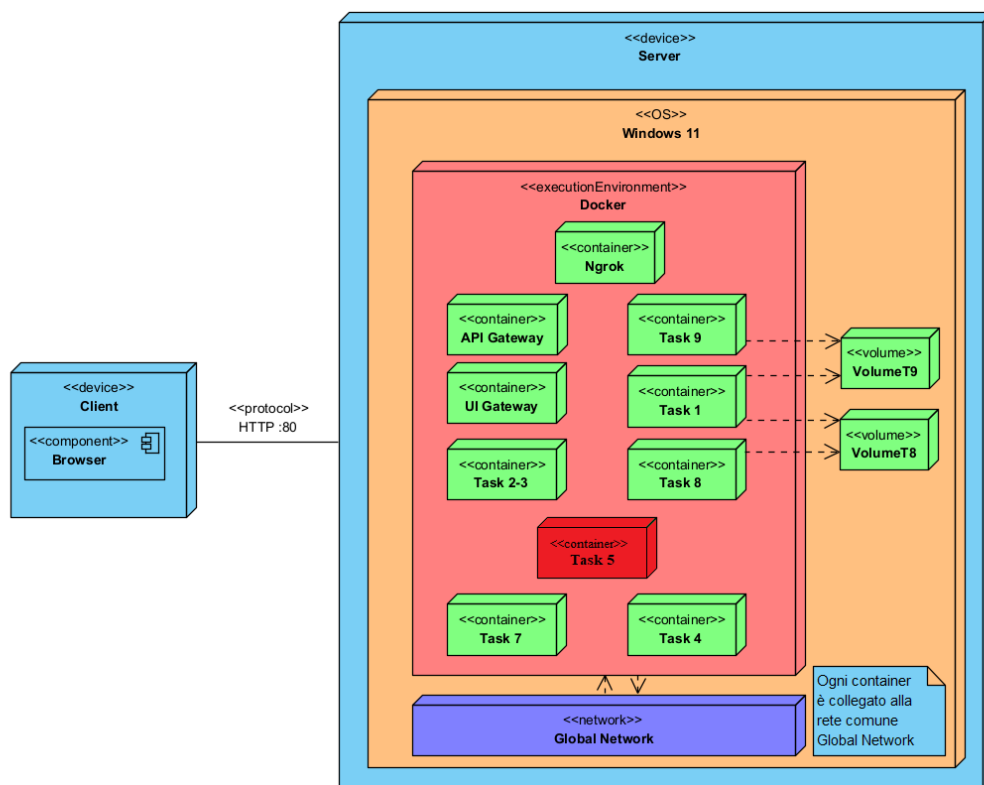 <<device>>
Server
<<OS>>
Windows 11
<<executionEnvironment>>
Docker
<<container>>
Ngrok
<<container>>
API Gateway
<<container>>
Task 9
<<volume>>
VolumeT9
<<device>>
Client
<<component>>
Browser
<<protocol>>
HTTP :80
<<container>>
UI Gateway
<<container>>
Task 1
<<volume>>
VolumeT8
<<container>>
Task 2-3
<<container>>
Task 8
<<container>>
Task 5
<<container>>
Task 7
<<container>>
Task 4
<<network>>
Global Network
Ogni container
è collegato alla
rete comune
Global Network